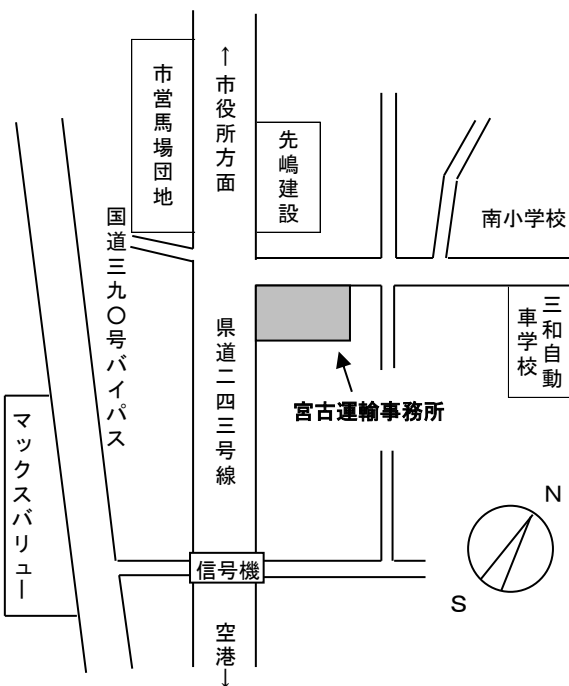 ↑市役所方面
市営馬場団地
先嶋建設
南小学校
国道三九〇号バイパス
三和自動
車学校
県道二四三号線
宮古運輸事務所
マックスバリュー
N
信号機
S
空港↓